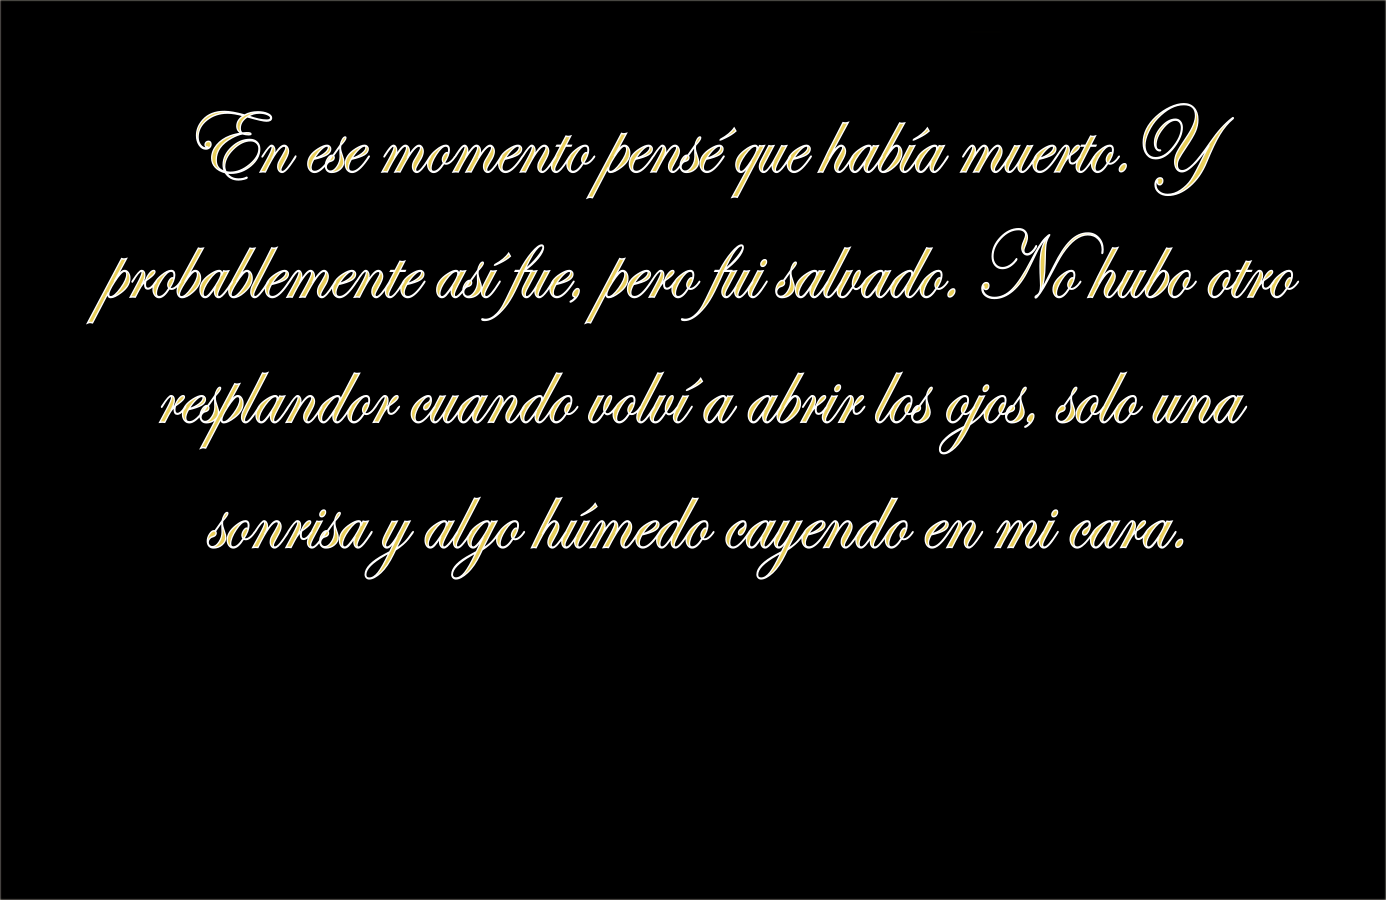 En ese momento pensé que había muerto. Y
probablemente así fue, pero fui salvado. No hubo otro
resplandor cuando volví a abrir los ojos, solo una
sonrisa y algo húmedo cayendo en mi cara.